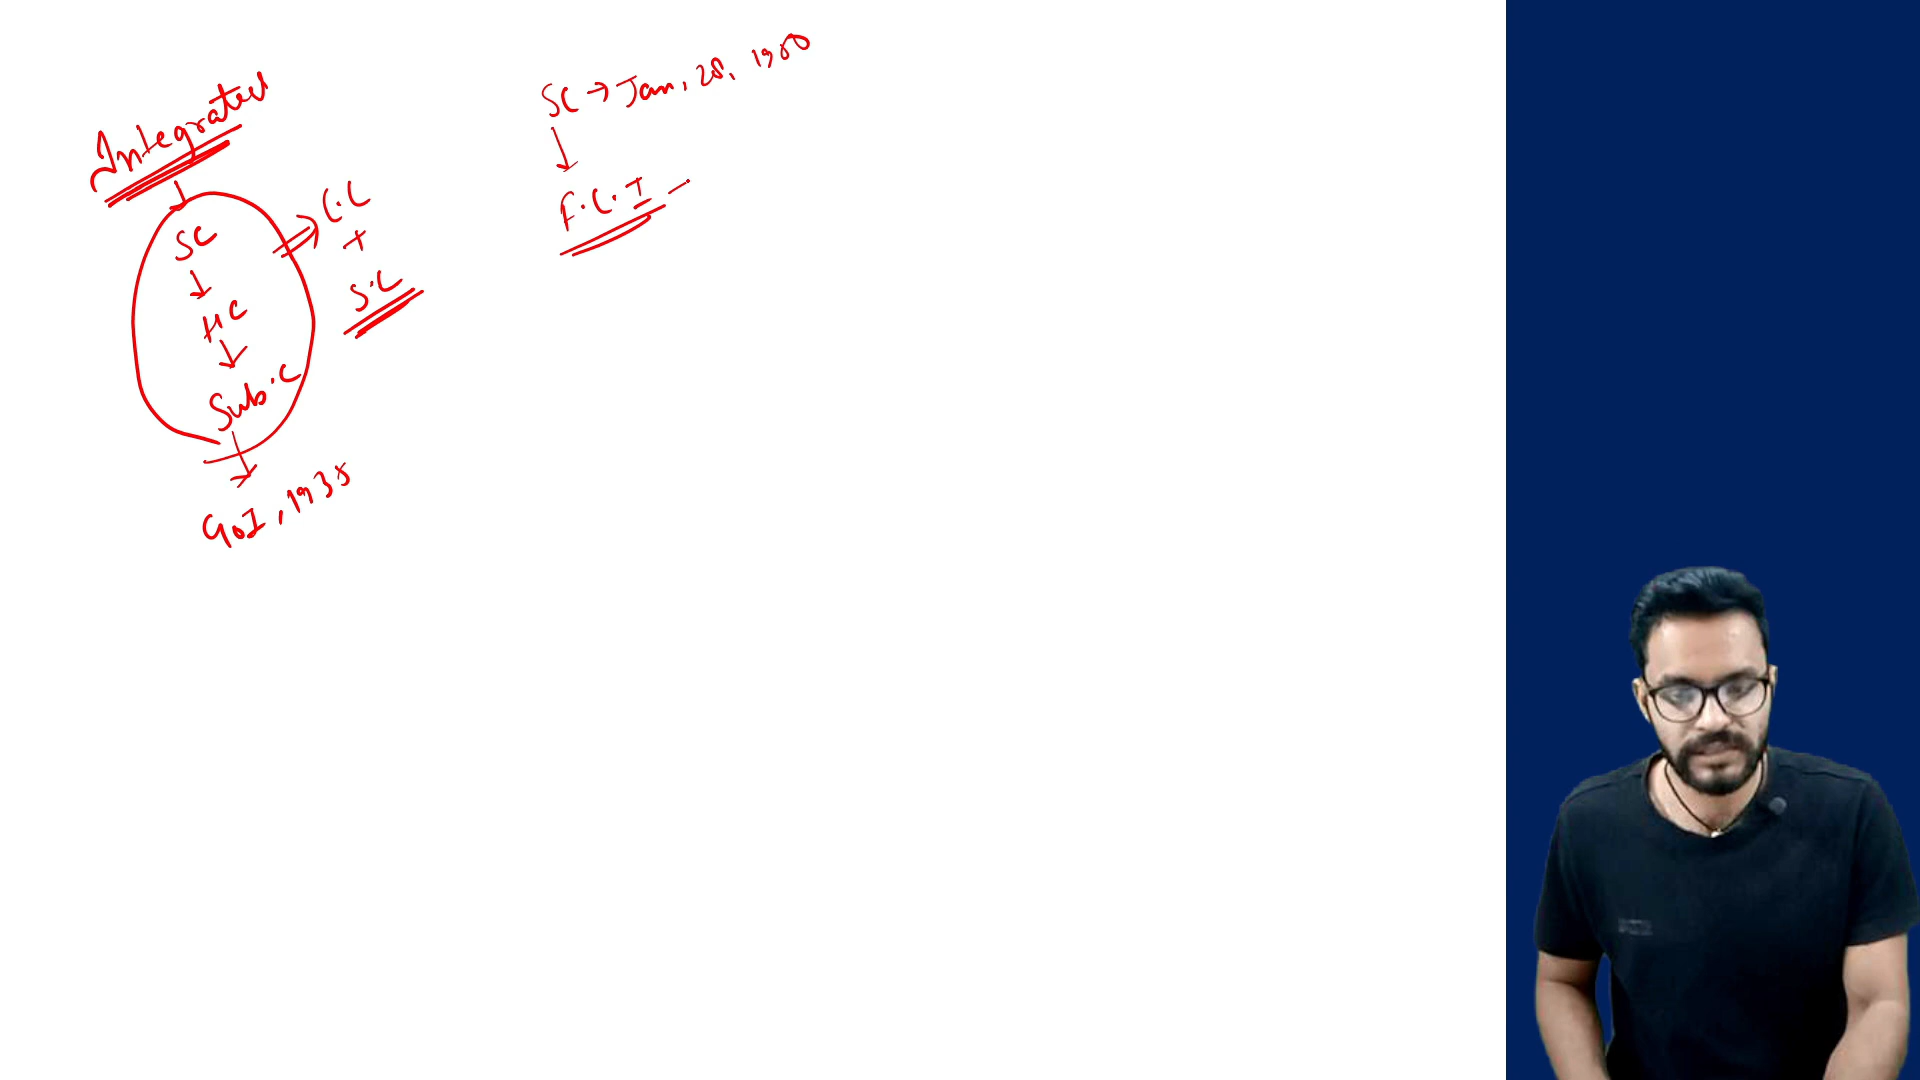 Integrated
↓
SC
↓
HC
↓
Sub.C
↓
GOI, 1935
⇒ C.C
+
S.C
SC → Jan, 28, 1950
↓
F.C.I –